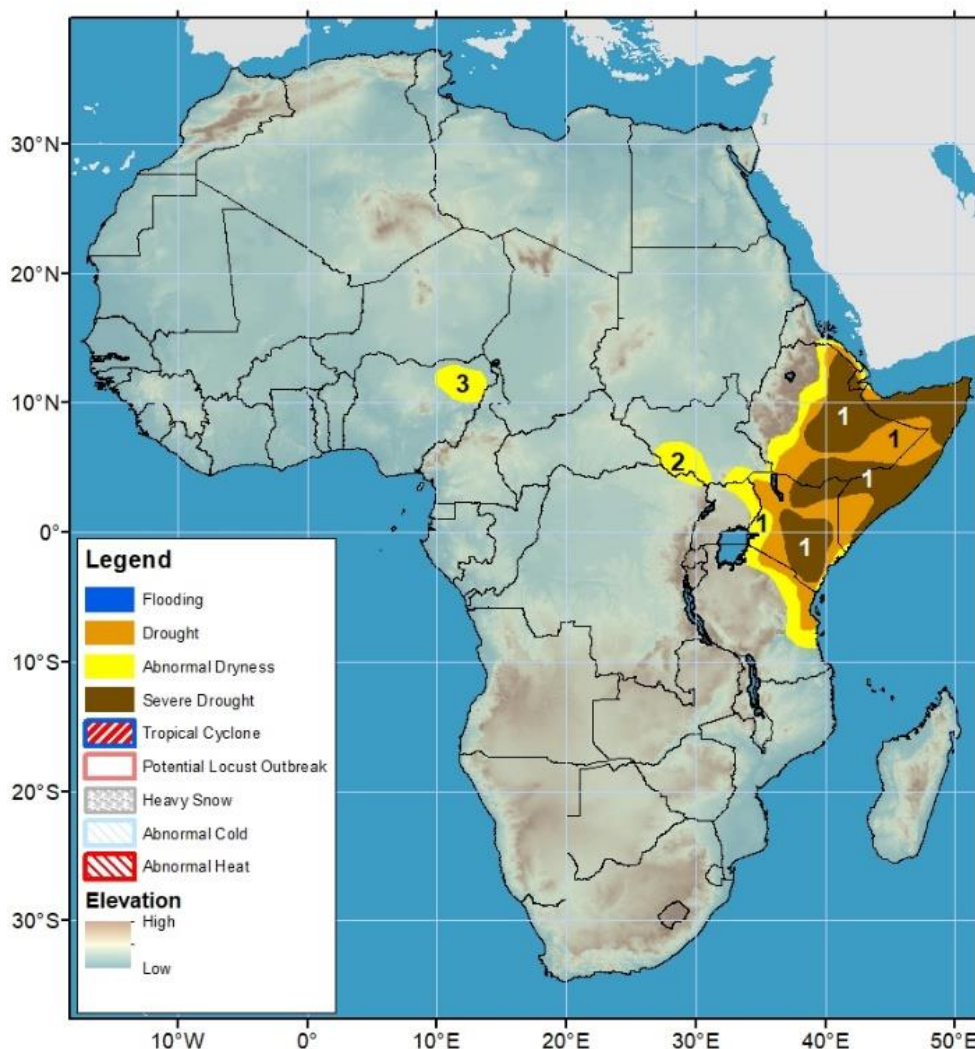 30°N
20°N
10°N
0°
10°S
20°S
30°S
3
1
1
2
1
1
1
Legend
Flooding
Drought
Abnormal Dryness
Severe Drought
Tropical Cyclone
Potential Locust Outbreak
Heavy Snow
Abnormal Cold
Abnormal Heat
Elevation
High
Low
10°W
0°
10°E
20°E
30°E
40°E
50°E